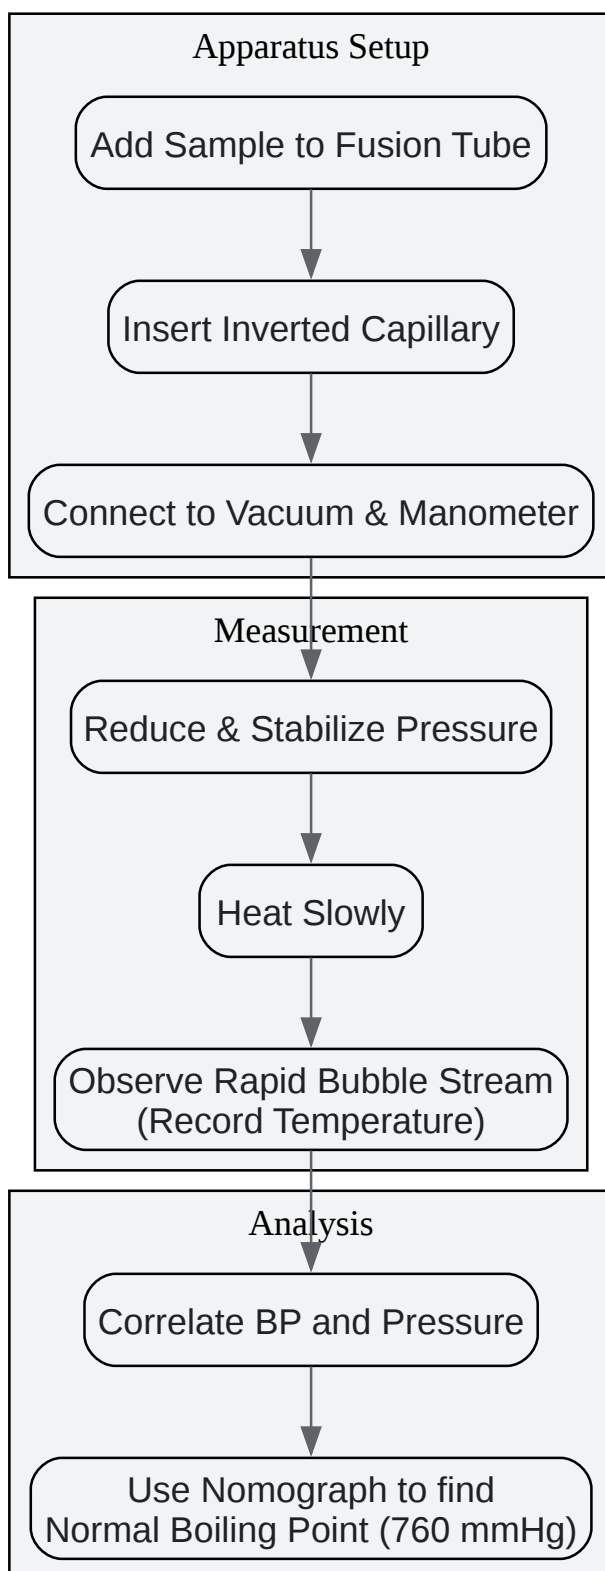 Apparatus Setup
Add Sample to Fusion Tube
Insert Inverted Capillary
Connect to Vacuum & Manometer
Measurement
Reduce & Stabilize Pressure
Heat Slowly
Observe Rapid Bubble Stream
(Record Temperature)
Analysis
Correlate BP and Pressure
Use Nomograph to find
Normal Boiling Point (760 mmHg)